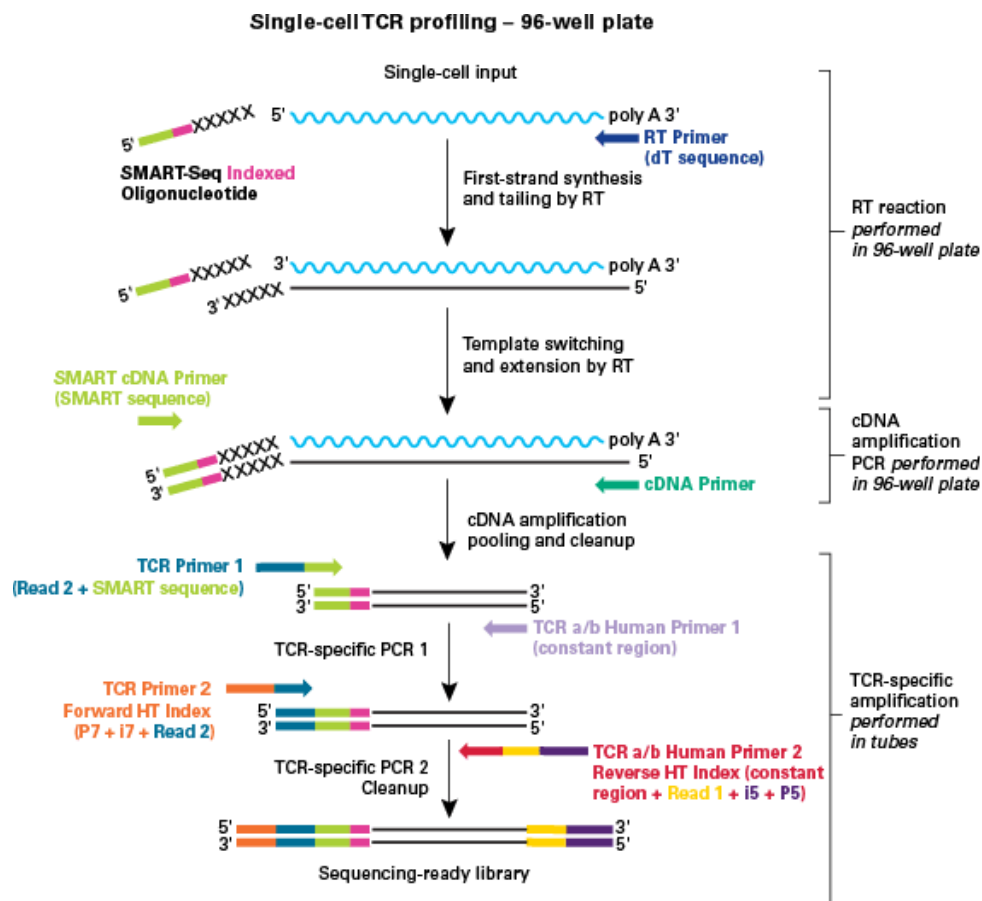 Single-cell TCR profiling – 96-well plate
Single-cell input
5'
poly A 3'
5'
XXXXX
RT Primer
(dT sequence)
SMART-Seq Indexed
Oligonucleotide
First-strand synthesis
and tailing by RT
RT reaction
performed
in 96-well plate
3'
poly A 3'
5'
XXXXX
3'
XXXXX
5'
Template switching
and extension by RT
SMART cDNA Primer
(SMART sequence)
poly A 3'
5'
XXXXX
3'
XXXXX
5'
cDNA Primer
cDNA
amplification
PCR performed
in 96-well plate
cDNA amplification
pooling and cleanup
TCR Primer 1
(Read 2 + SMART sequence)
5'
3'
3'
5'
TCR a/b Human Primer 1
(constant region)
TCR-specific PCR 1
TCR Primer 2
Forward HT Index
(P7 + i7 + Read 2)
5'
3'
3'
5'
TCR-specific
amplification
performed
in tubes
TCR a/b Human Primer 2
Reverse HT Index (constant
region + Read 1 + i5 + P5)
TCR-specific PCR 2
Cleanup
5'
3'
3'
5'
Sequencing-ready library